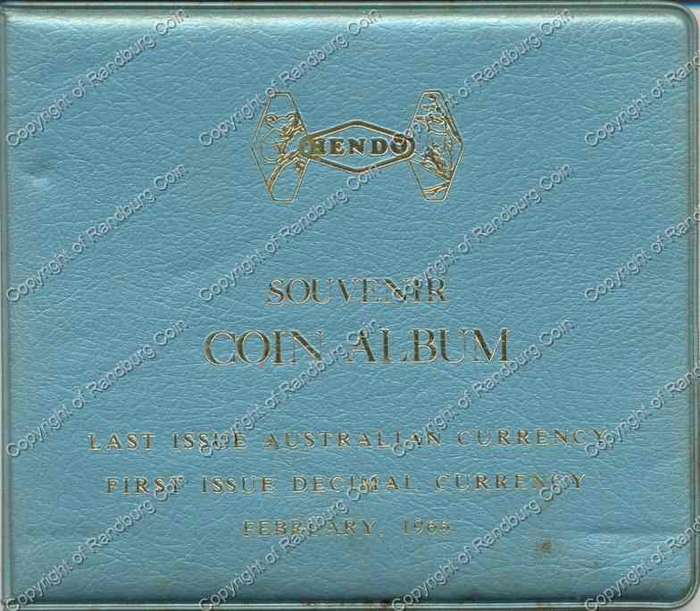 HENDO
SOUVENIR
COIN ALBUM
LAST ISSUE AUSTRALIAN CURRENCY
FIRST ISSUE DECIMAL CURRENCY
FEBRUARY, 1966
Copyright of Randburg Coin